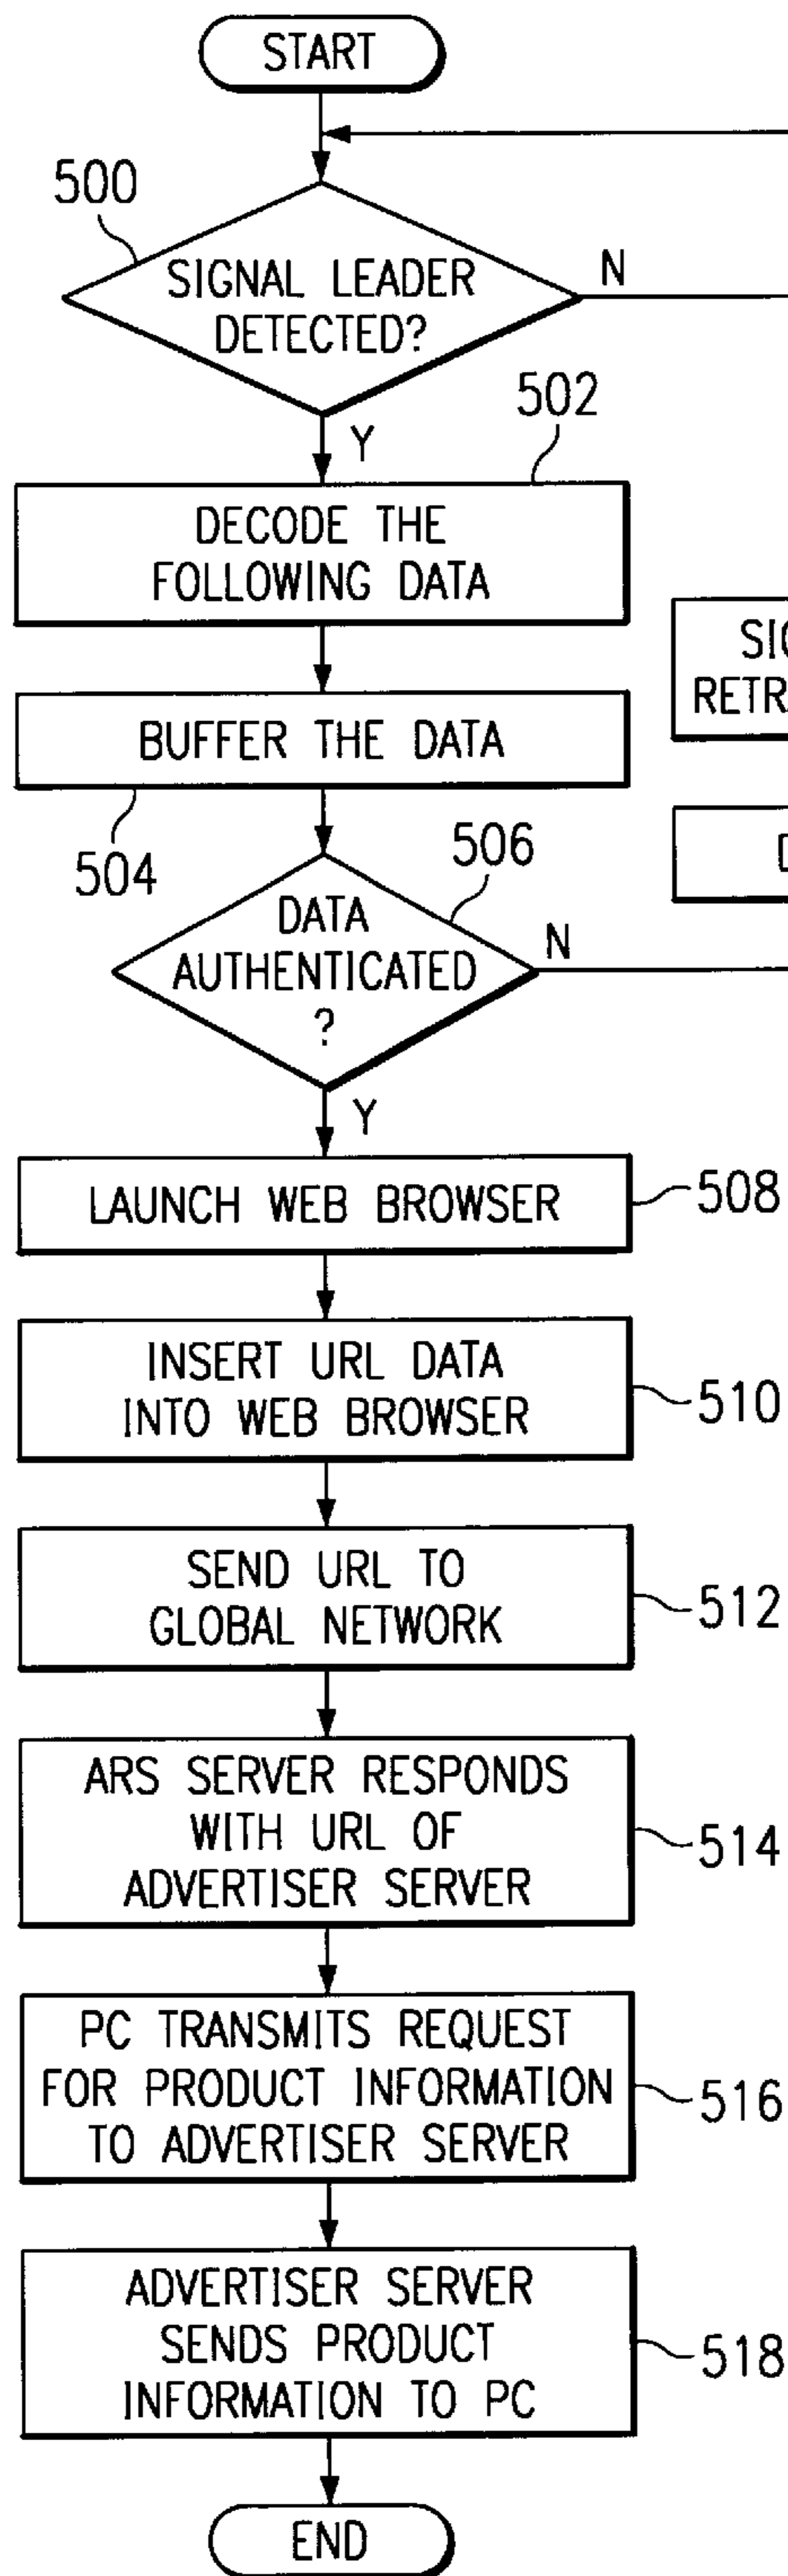 START
500
SIGNAL LEADER
DETECTED?
N
Y
502
DECODE THE
FOLLOWING DATA
BUFFER THE DATA
504
506
DATA
AUTHENTICATED
?
N
Y
LAUNCH WEB BROWSER
508
INSERT URL DATA
INTO WEB BROWSER
510
SEND URL TO
GLOBAL NETWORK
512
ARS SERVER RESPONDS
WITH URL OF
ADVERTISER SERVER
514
PC TRANSMITS REQUEST
FOR PRODUCT INFORMATION
TO ADVERTISER SERVER
516
ADVERTISER SERVER
SENDS PRODUCT
INFORMATION TO PC
518
END